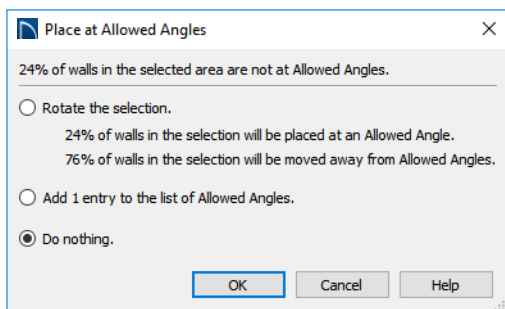 Place at Allowed Angles
24% of walls in the selected area are not at Allowed Angles.
Rotate the selection.
24% of walls in the selection will be placed at an Allowed Angle.
76% of walls in the selection will be moved away from Allowed Angles.
Add 1 entry to the list of Allowed Angles.
Do nothing.
OK Cancel Help